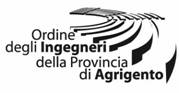 Ordine
degli Ingegneri
della Provincia
di Agrigento